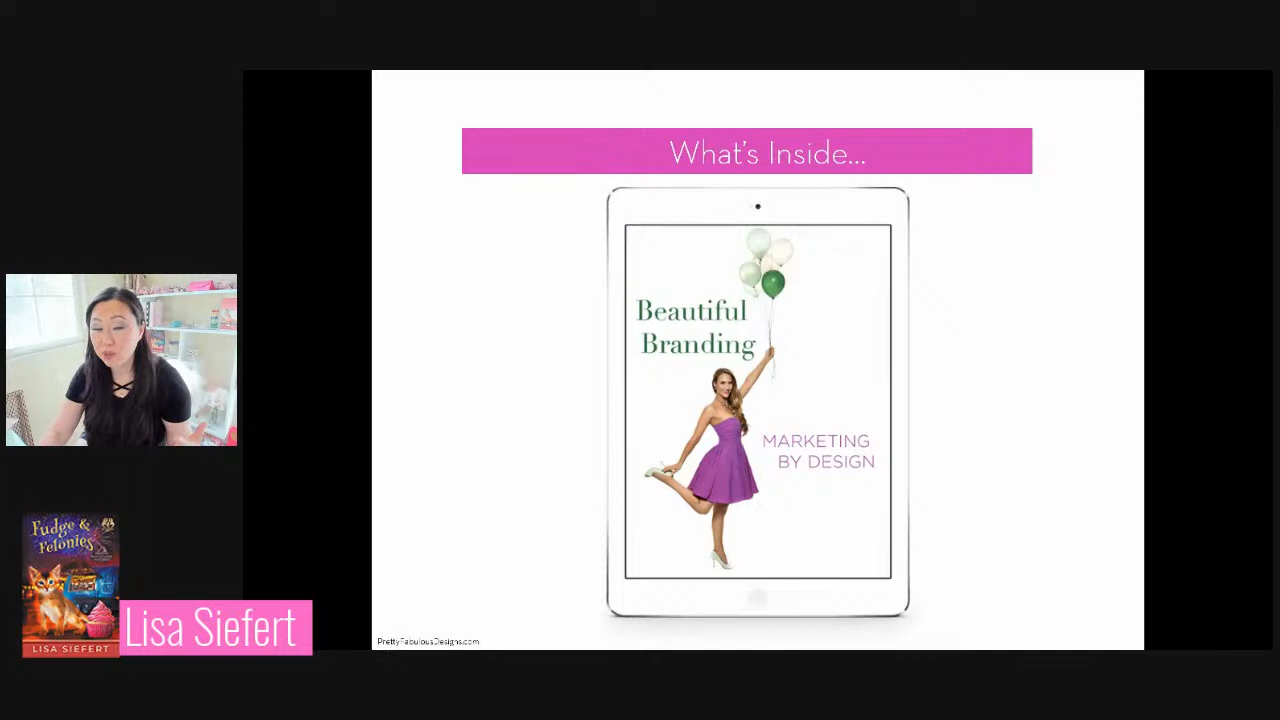 What's Inside...
Beautiful
Branding
MARKETING
BY DESIGN
PrettyFabulousDesigns.com
Fudge &
Felonies
LISA SIEFERT
Lisa Siefert